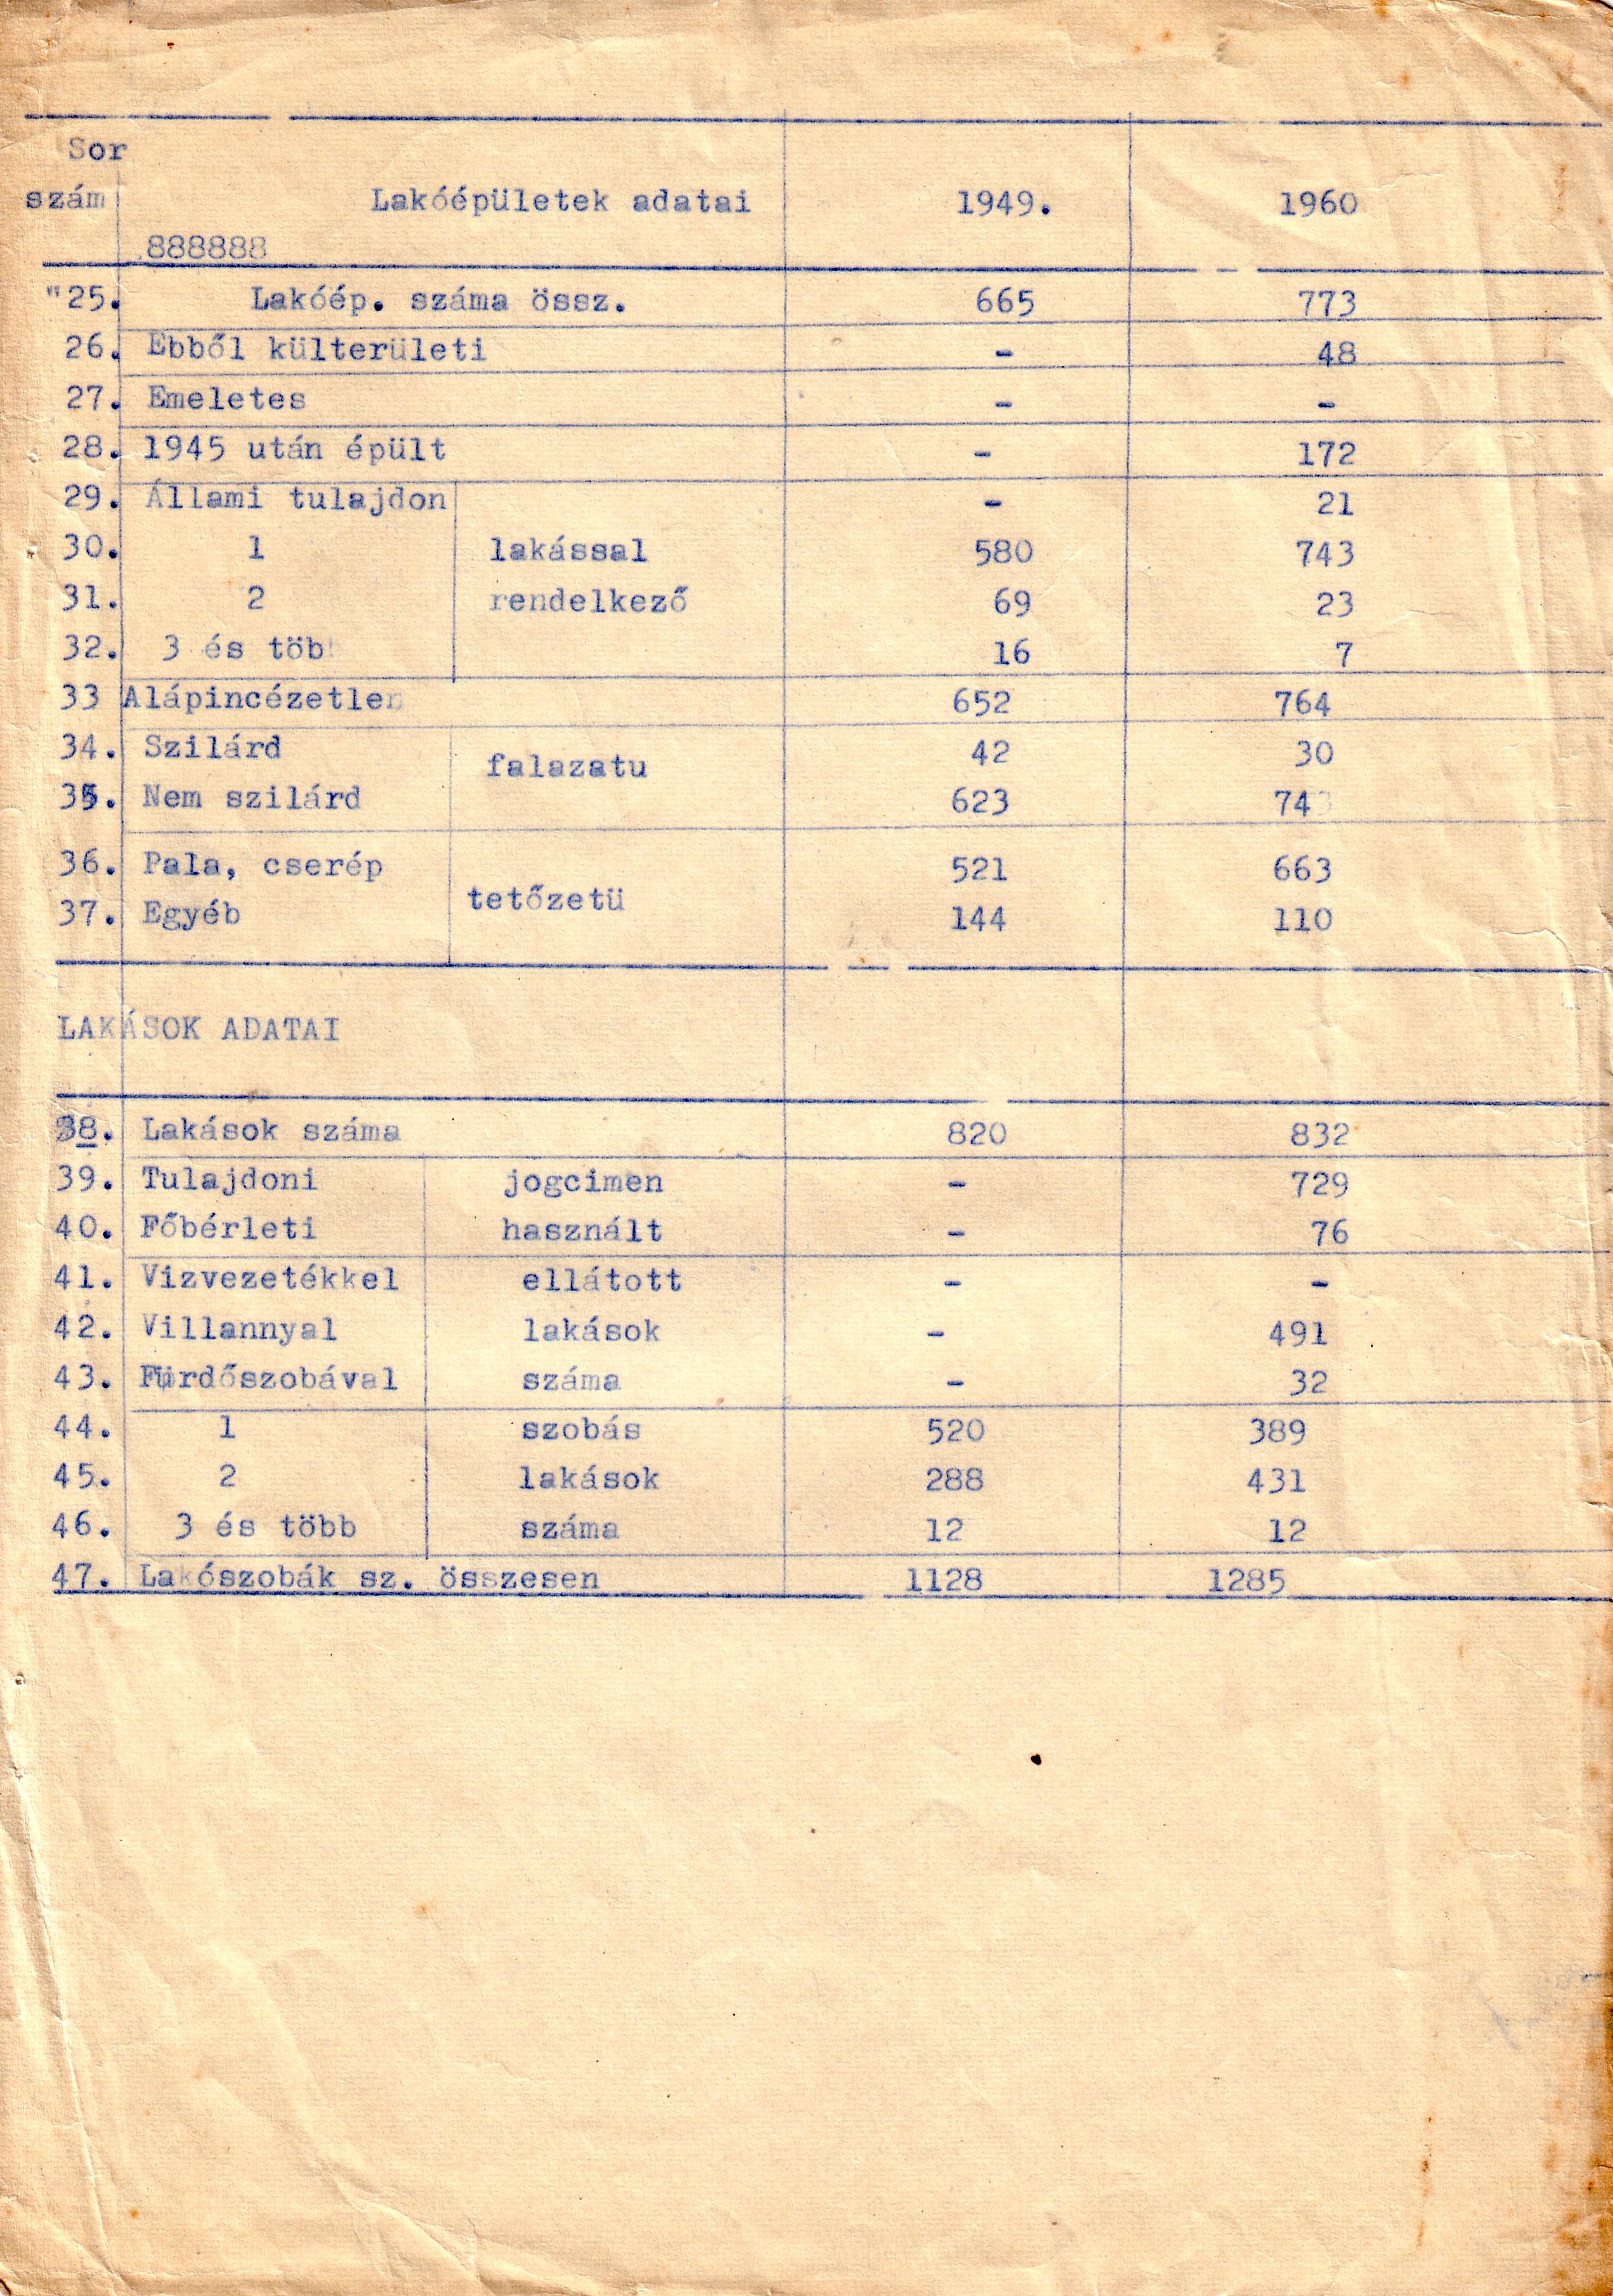 Sor
szám Lakóépületek adatai 1949. 1960
888888
"25. Lakóép. száma össz. 665 773
26. Ebből külterületi - 48
27. Emeletes - -
28. 1945 után épült - 172
29. Állami tulajdon - 21
30. 1 lakással 580 743
31. 2 rendelkező 69 23
32. 3 és több 16 7
33 Alápincézetlen 652 764
34. Szilárd 42 30
falazatu
35. Nem szilárd 623 743
36. Pala, cserép 521 663
tetőzetü
37. Egyéb 144 110
LAKÁSOK ADATAI
38. Lakások száma 820 832
39. Tulajdoni jogcimen - 729
40. Főbérleti használt - 76
41. Vizvezetékkel ellátott - -
42. Villannyal lakások - 491
43. Fürdőszobával száma - 32
44. 1 szobás 520 389
45. 2 lakások 288 431
46. 3 és több száma 12 12
47. Lakószobák sz. összesen 1128 1285